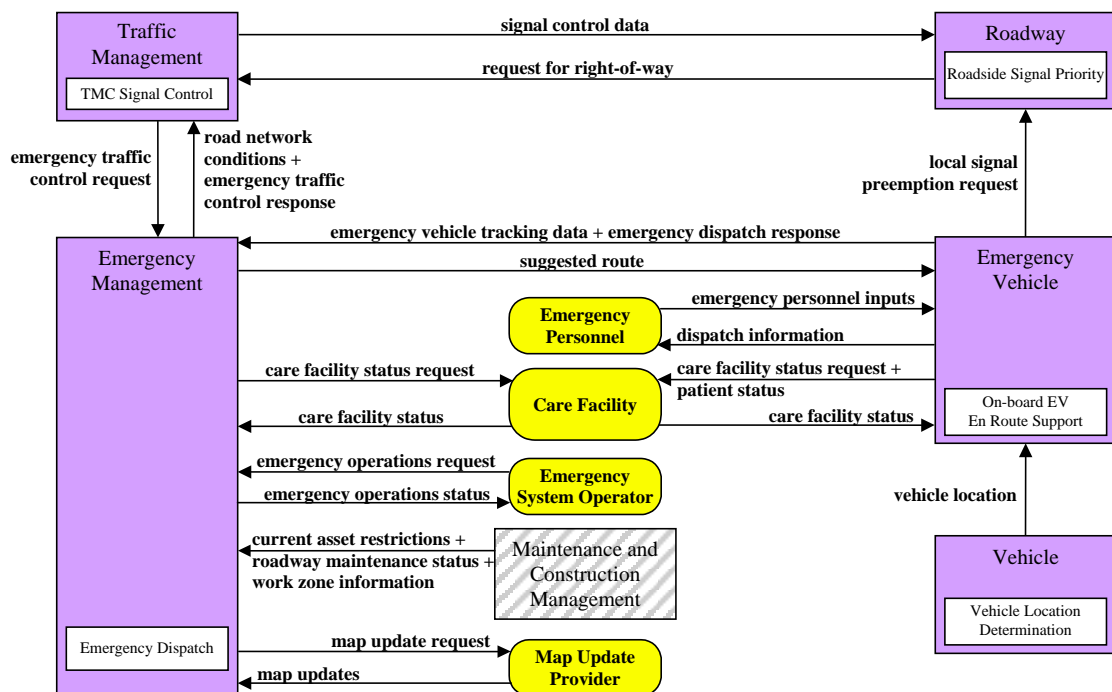 Traffic
Management
TMC Signal Control
signal control data
request for right-of-way
Roadway
Roadside Signal Priority
emergency traffic
control request
road network
conditions +
emergency traffic
control response
local signal
preemption request
Emergency
Management
emergency vehicle tracking data + emergency dispatch response
suggested route
Emergency
Vehicle
emergency personnel inputs
Emergency
Personnel
dispatch information
care facility status request
care facility status request +
patient status
Care Facility
care facility status
care facility status
On-board EV
En Route Support
emergency operations request
Emergency
System Operator
emergency operations status
vehicle location
current asset restrictions +
roadway maintenance status +
work zone information
Maintenance and
Construction
Management
Vehicle
Vehicle Location
Determination
Emergency Dispatch
map update request
Map Update
Provider
map updates